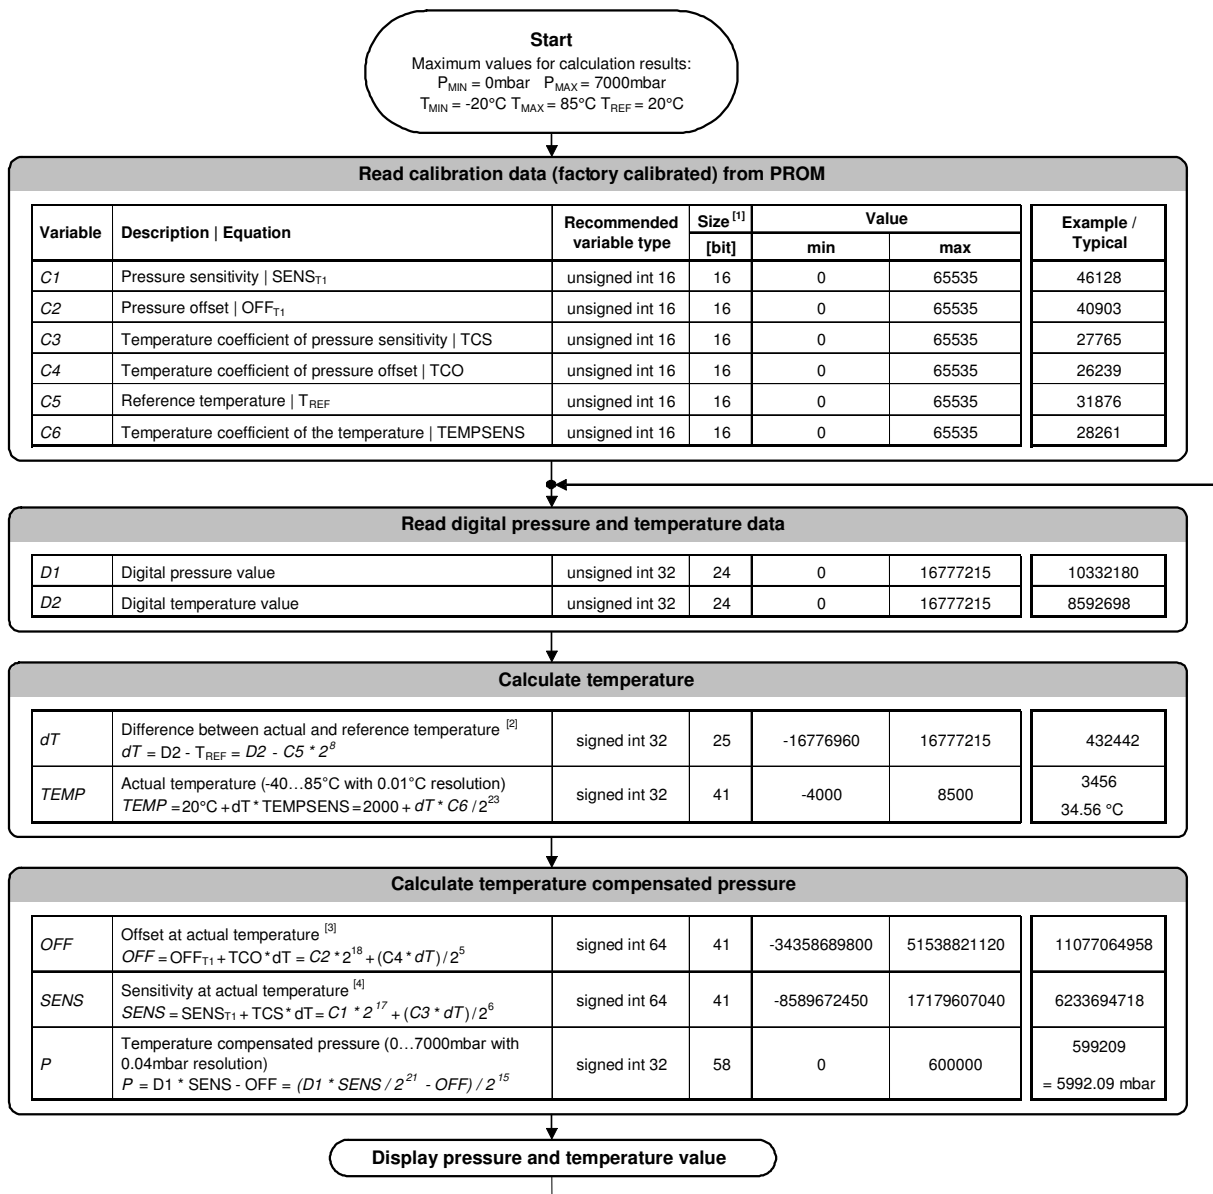 Start
Maximum values for calculation results:
P_MIN = 0mbar P_MAX = 7000mbar
T_MIN = -20°C T_MAX = 85°C T_REF = 20°C
Read calibration data (factory calibrated) from PROM
Variable Description | Equation Recommended variable type Size [1] [bit] Value min max Example / Typical
C1 Pressure sensitivity | SENS_T1 unsigned int 16 16 0 65535 46128
C2 Pressure offset | OFF_T1 unsigned int 16 16 0 65535 40903
C3 Temperature coefficient of pressure sensitivity | TCS unsigned int 16 16 0 65535 27765
C4 Temperature coefficient of pressure offset | TCO unsigned int 16 16 0 65535 26239
C5 Reference temperature | T_REF unsigned int 16 16 0 65535 31876
C6 Temperature coefficient of the temperature | TEMPSENS unsigned int 16 16 0 65535 28261
Read digital pressure and temperature data
D1 Digital pressure value unsigned int 32 24 0 16777215 10332180
D2 Digital temperature value unsigned int 32 24 0 16777215 8592698
Calculate temperature
Difference between actual and reference temperature [2]
dT signed int 32 25 -16776960 16777215 432442
dT = D2 - T_REF = D2 - C5 * 2^8
Actual temperature (-40…85°C with 0.01°C resolution) 3456
TEMP signed int 32 41 -4000 8500
TEMP = 20°C + dT * TEMPSENS = 2000 + dT * C6 / 2^23 34.56 °C
Calculate temperature compensated pressure
Offset at actual temperature [3]
OFF signed int 64 41 -34358689800 51538821120 11077064958
OFF = OFF_T1 + TCO * dT = C2 * 2^18 + (C4 * dT) / 2^5
Sensitivity at actual temperature [4]
SENS signed int 64 41 -8589672450 17179607040 6233694718
SENS = SENS_T1 + TCS * dT = C1 * 2^17 + (C3 * dT) / 2^6
Temperature compensated pressure (0…7000mbar with 599209
P 0.04mbar resolution) signed int 32 58 0 600000
P = D1 * SENS - OFF = (D1 * SENS / 2^21 - OFF) / 2^15 = 5992.09 mbar
Display pressure and temperature value